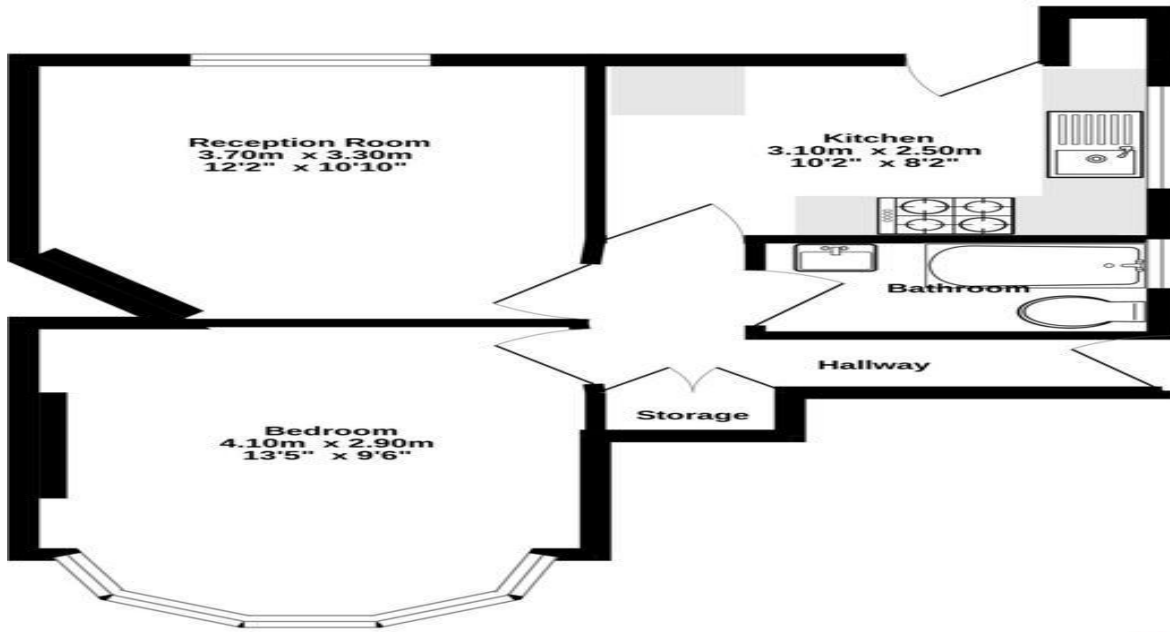 Reception Room
3.70m x 3.30m
12'2" x 10'10"
Kitchen
3.10m x 2.50m
10'2" x 8'2"
Bathroom
Hallway
Storage
Bedroom
4.10m x 2.90m
13'5" x 9'6"